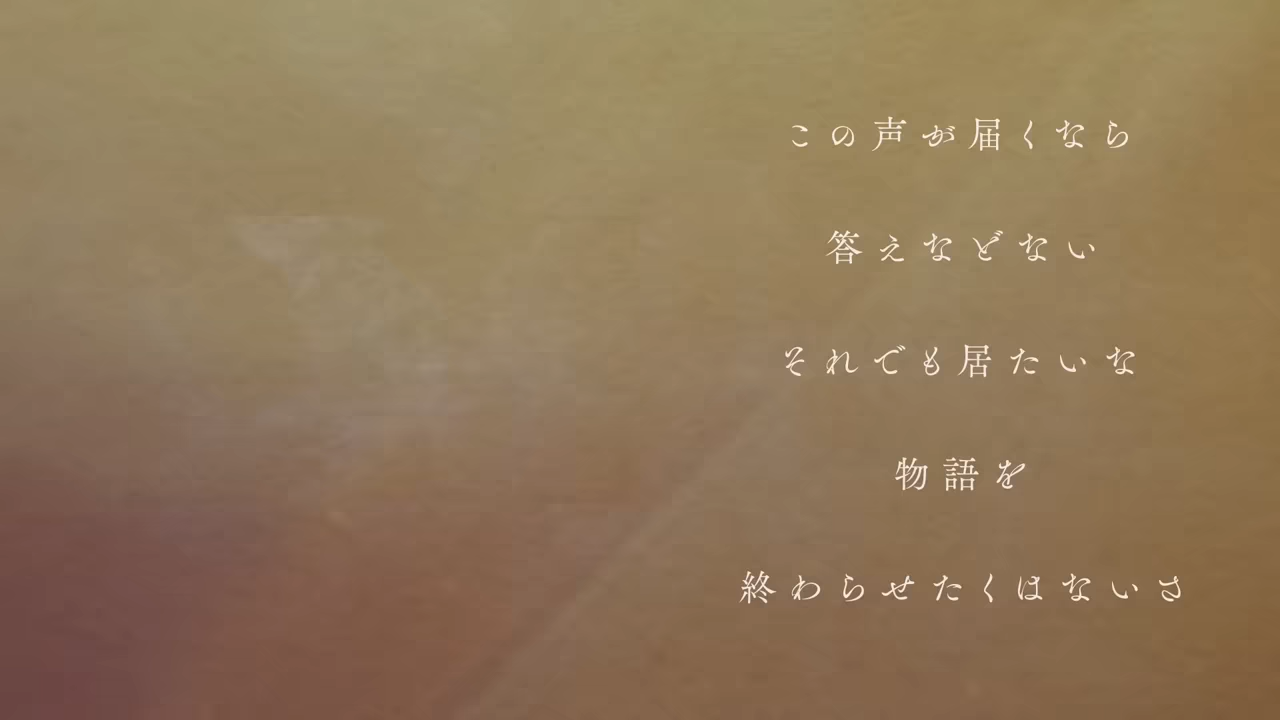 この声が届くなら
答えなどない
それでも居たいな
物語を
終わらせたくはないさ